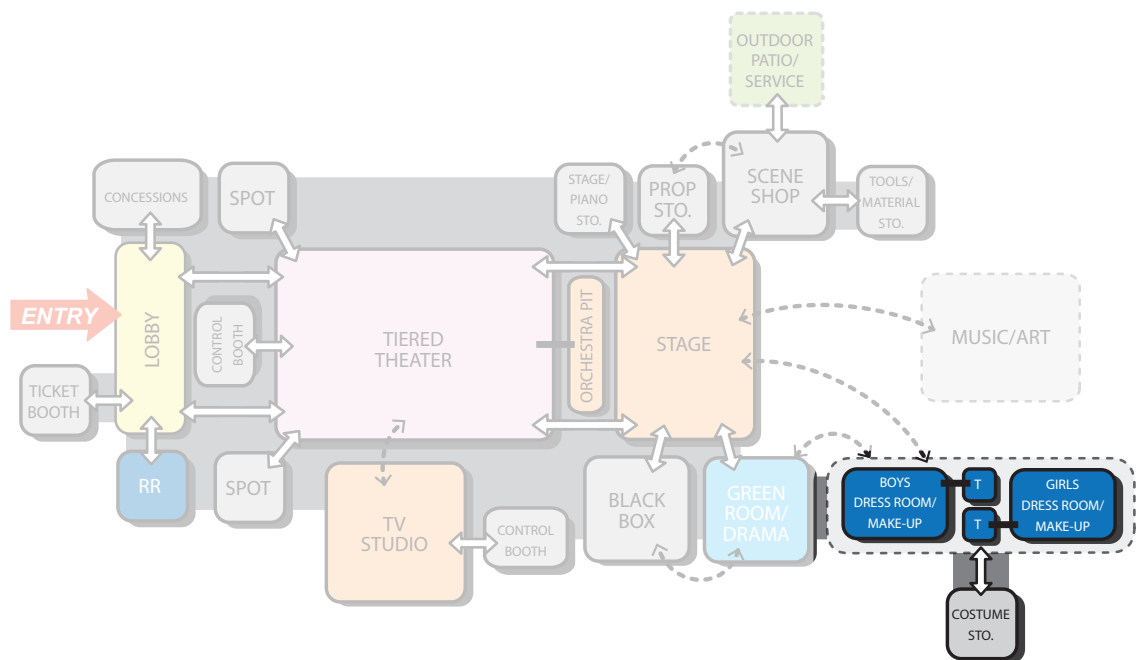 OUTDOOR
PATIO/
SERVICE
CONCESSIONS
SPOT
STAGE/
PIANO
STO.
PROP
STO.
SCENE
SHOP
TOOLS/
MATERIAL
STO.
ENTRY
LOBBY
CONTROL
BOOTH
TIERED
THEATER
ORCHESTRA PIT
STAGE
MUSIC/ART
TICKET
BOOTH
RR
SPOT
TV
STUDIO
CONTROL
BOOTH
BLACK
BOX
GREEN
ROOM/
DRAMA
BOYS
DRESS ROOM/
MAKE-UP
T
T
GIRLS
DRESS ROOM/
MAKE-UP
COSTUME
STO.